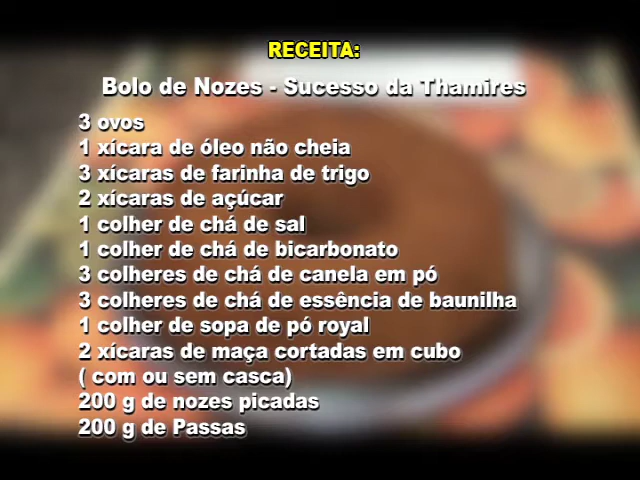 RECEITA:
Bolo de Nozes - Sucesso da Thamires
3 ovos
1 xícara de óleo não cheia
3 xícaras de farinha de trigo
2 xícaras de açúcar
1 colher de chá de sal
1 colher de chá de bicarbonato
3 colheres de chá de canela em pó
3 colheres de chá de essência de baunilha
1 colher de sopa de pó royal
2 xícaras de maça cortadas em cubo
( com ou sem casca)
200 g de nozes picadas
200 g de Passas